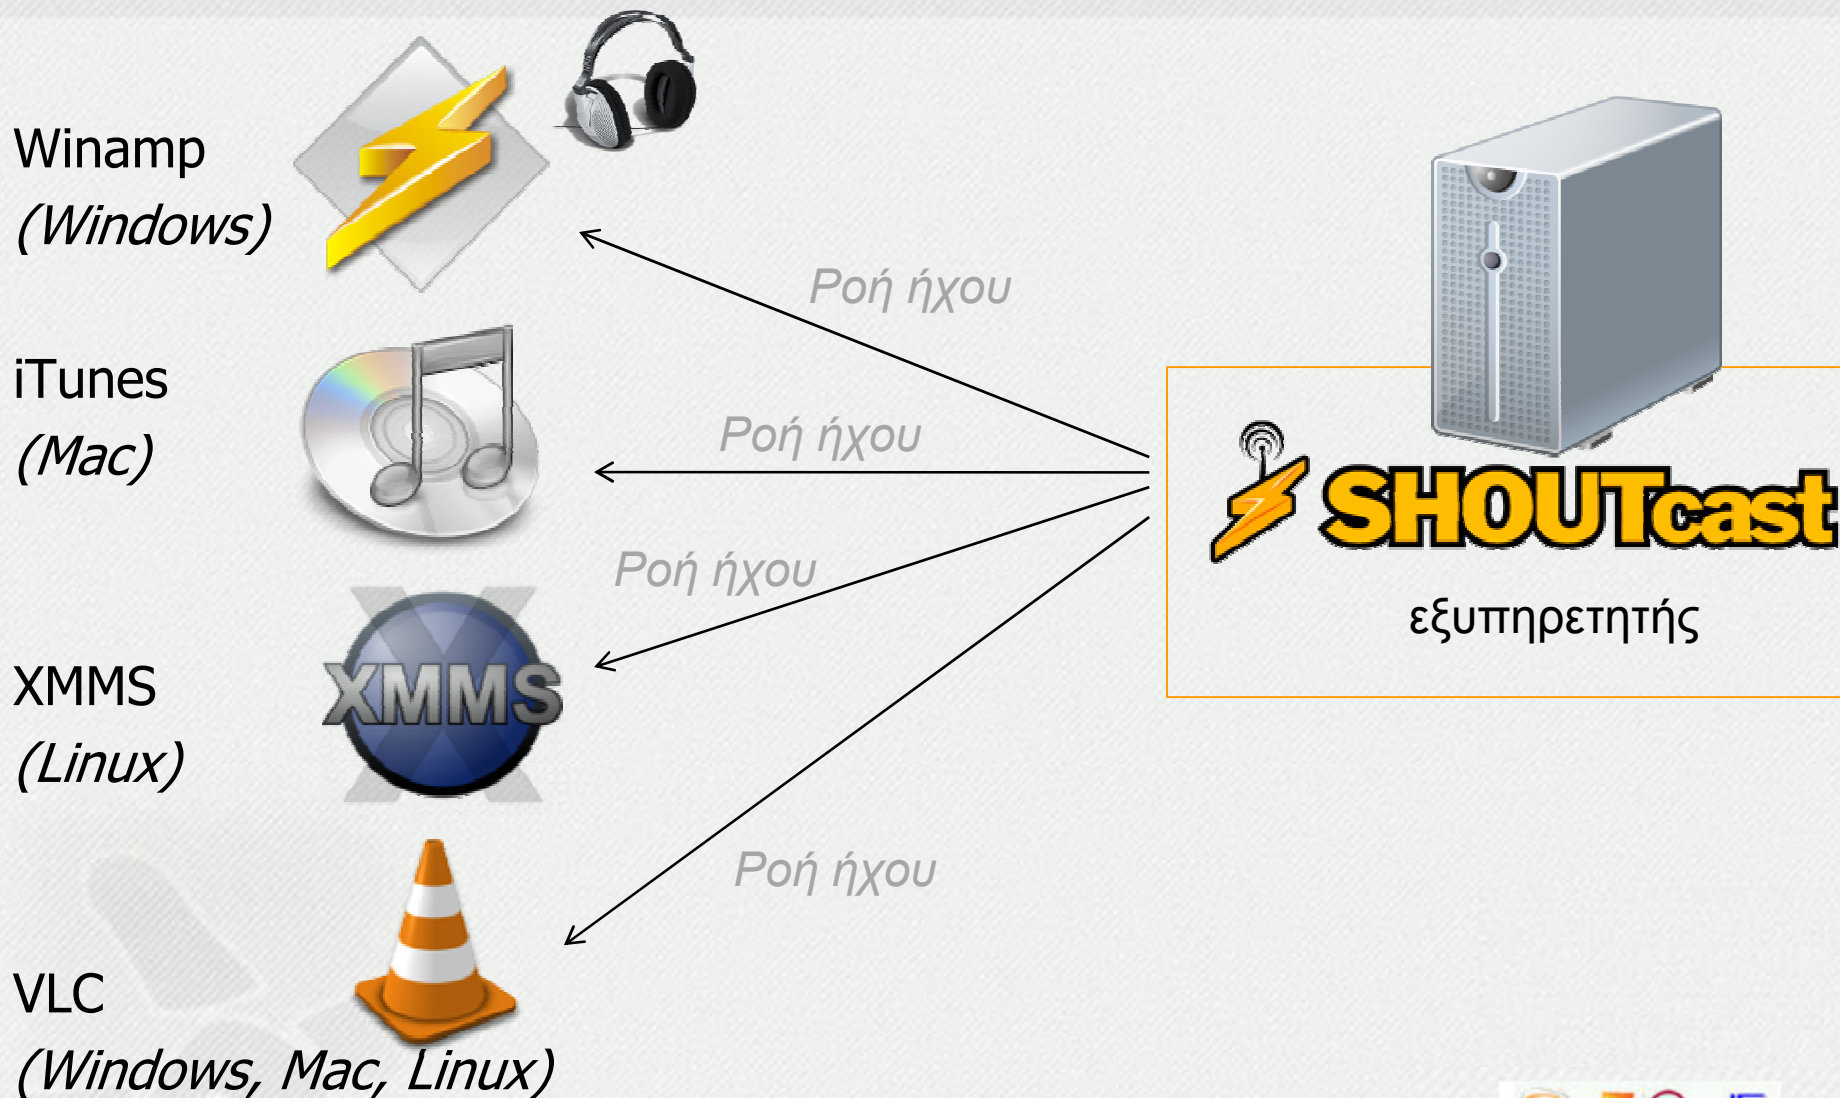 Winamp
(Windows)
Ροή ήχου
iTunes
(Mac)
Ροή ήχου
SHOUTcast
εξυπηρετητής
Ροή ήχου
XMMS
XMMS
(Linux)
Ροή ήχου
VLC
(Windows, Mac, Linux)